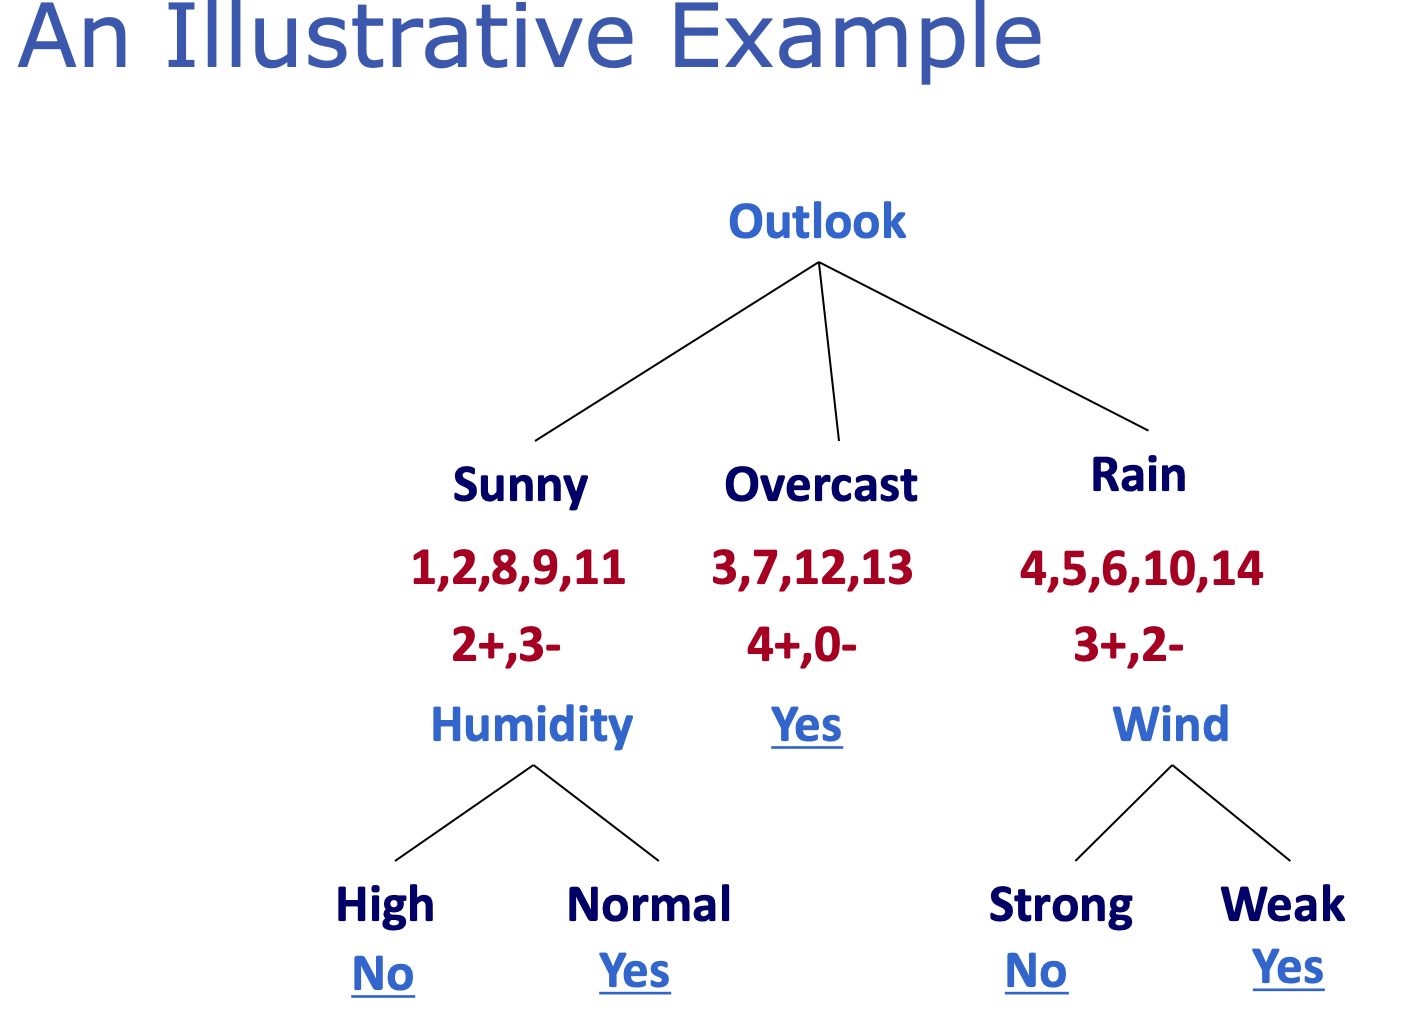 An Illustrative Example
Outlook
Sunny Overcast Rain
1,2,8,9,11 3,7,12,13 4,5,6,10,14
2+,3- 4+,0- 3+,2-
Humidity Yes Wind
High Normal Strong Weak
No Yes No Yes